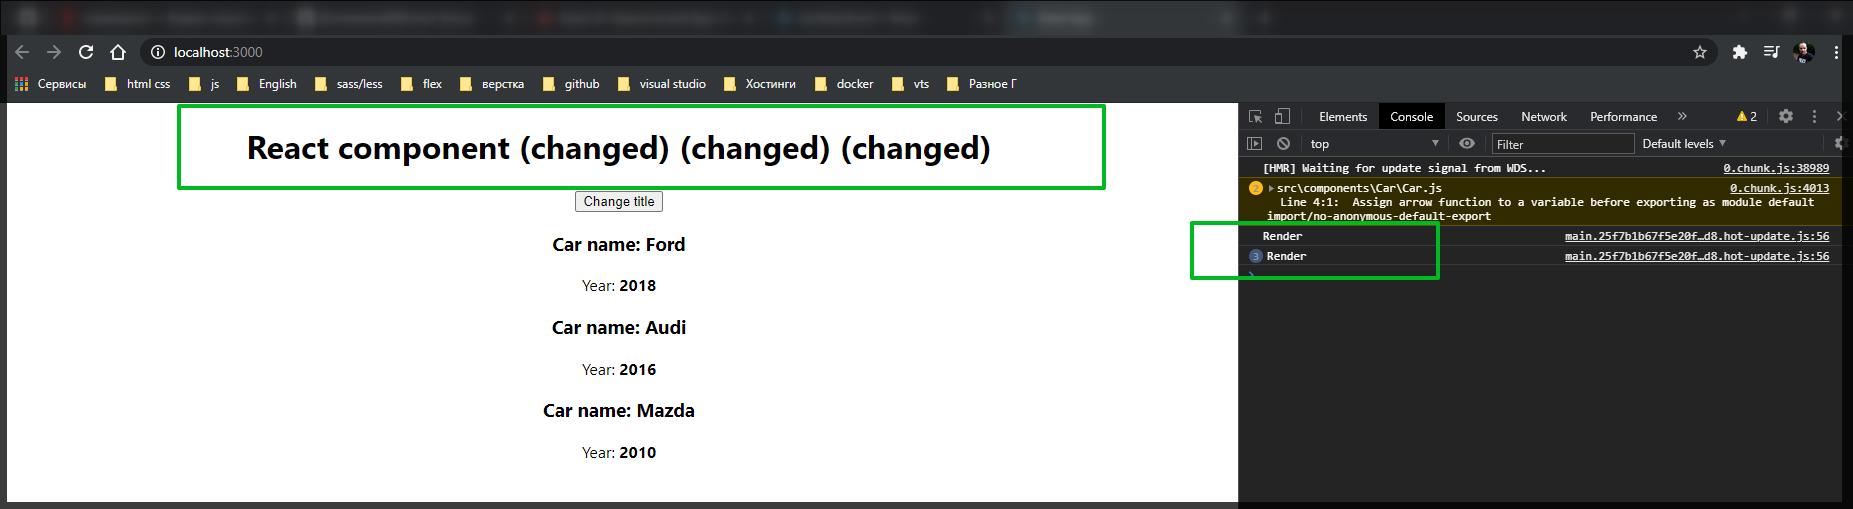 localhost:3000
Сервисы html css js English sass/less flex верстка github visual studio Хостинги docker vts Разное Г
React component (changed) (changed) (changed)
Change title
Car name: Ford
Year: 2018
Car name: Audi
Year: 2016
Car name: Mazda
Year: 2010
Elements Console Sources Network Performance » 2
top Filter Default levels
[HMR] Waiting for update signal from WDS... 0.chunk.js:38989
2 src\components\Car\Car.js 0.chunk.js:4013
Line 4:1: Assign arrow function to a variable before exporting as module default
import/no-anonymous-default-export
Render main.25f7b1b67f5e20f…d8.hot-update.js:56
3 Render main.25f7b1b67f5e20f…d8.hot-update.js:56